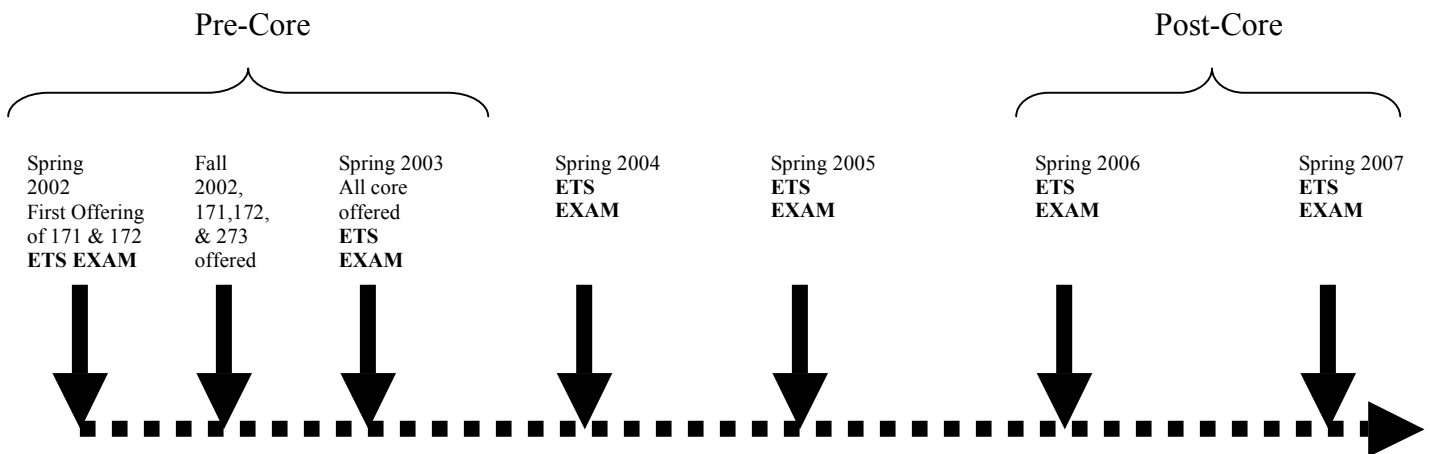 Pre-Core
Post-Core
Spring
2002
First Offering
of 171 & 172
ETS EXAM
Fall
2002,
171,172,
& 273
offered
Spring 2003
All core
offered
ETS
EXAM
Spring 2004
ETS
EXAM
Spring 2005
ETS
EXAM
Spring 2006
ETS
EXAM
Spring 2007
ETS
EXAM